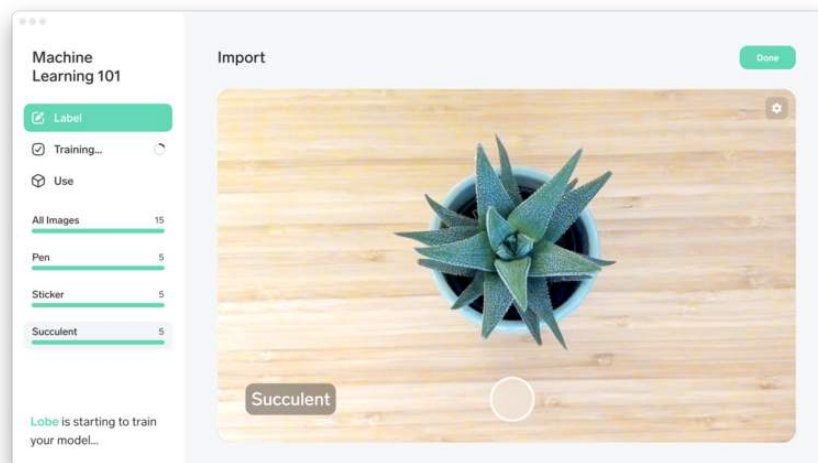 Machine
Learning 101
Label
Training...
Use
All Images 15
Pen 5
Sticker 5
Succulent 5
Lobe is starting to train
your model...
Import
Done
Succulent